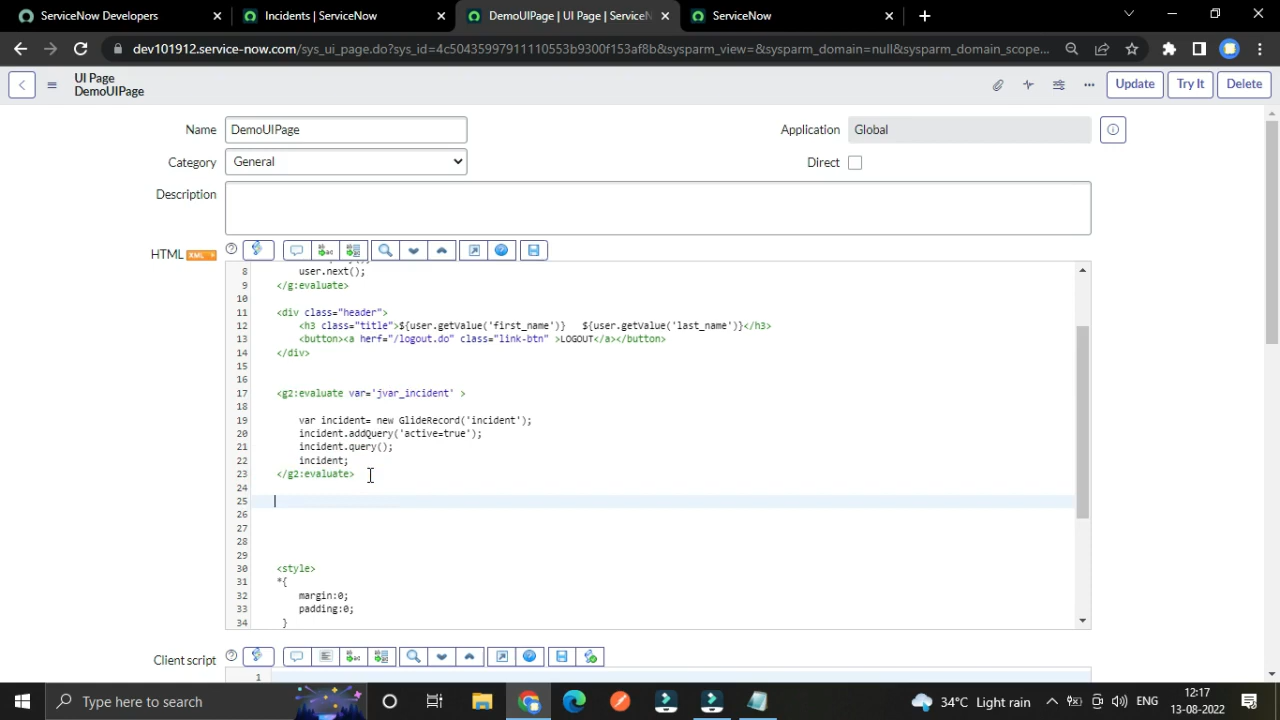 ServiceNow Developers
Incidents | ServiceNow
DemoUIPage | UI Page | ServiceN
ServiceNow
dev101912.service-now.com/sys_ui_page.do?sys_id=4c50435997911110553b9300f153af8b&sysparm_view=&sysparm_domain=null&sysparm_domain_scope...
UI Page
DemoUIPage
Update
Try It
Delete
Name
DemoUIPage
Application
Global
Category
General
Direct
Description
HTML
XML
8 user.next();
9 </g:evaluate>
10
11 <div class="header">
12 <h3 class="title">${user.getValue('first_name')} ${user.getValue('last_name')}</h3>
13 <button><a herf="/logout.do" class="link-btn" >LOGOUT</a></button>
14 </div>
15
16
17 <g2:evaluate var='jvar_incident' >
18
19 var incident= new GlideRecord('incident');
20 incident.addQuery('active=true');
21 incident.query();
22 incident;
23 </g2:evaluate>
24
25
26
27
28
29
30 <style>
31 *{
32 margin:0;
33 padding:0;
34 }
Client script
1
Type here to search
34°C Light rain
ENG
12:17
13-08-2022